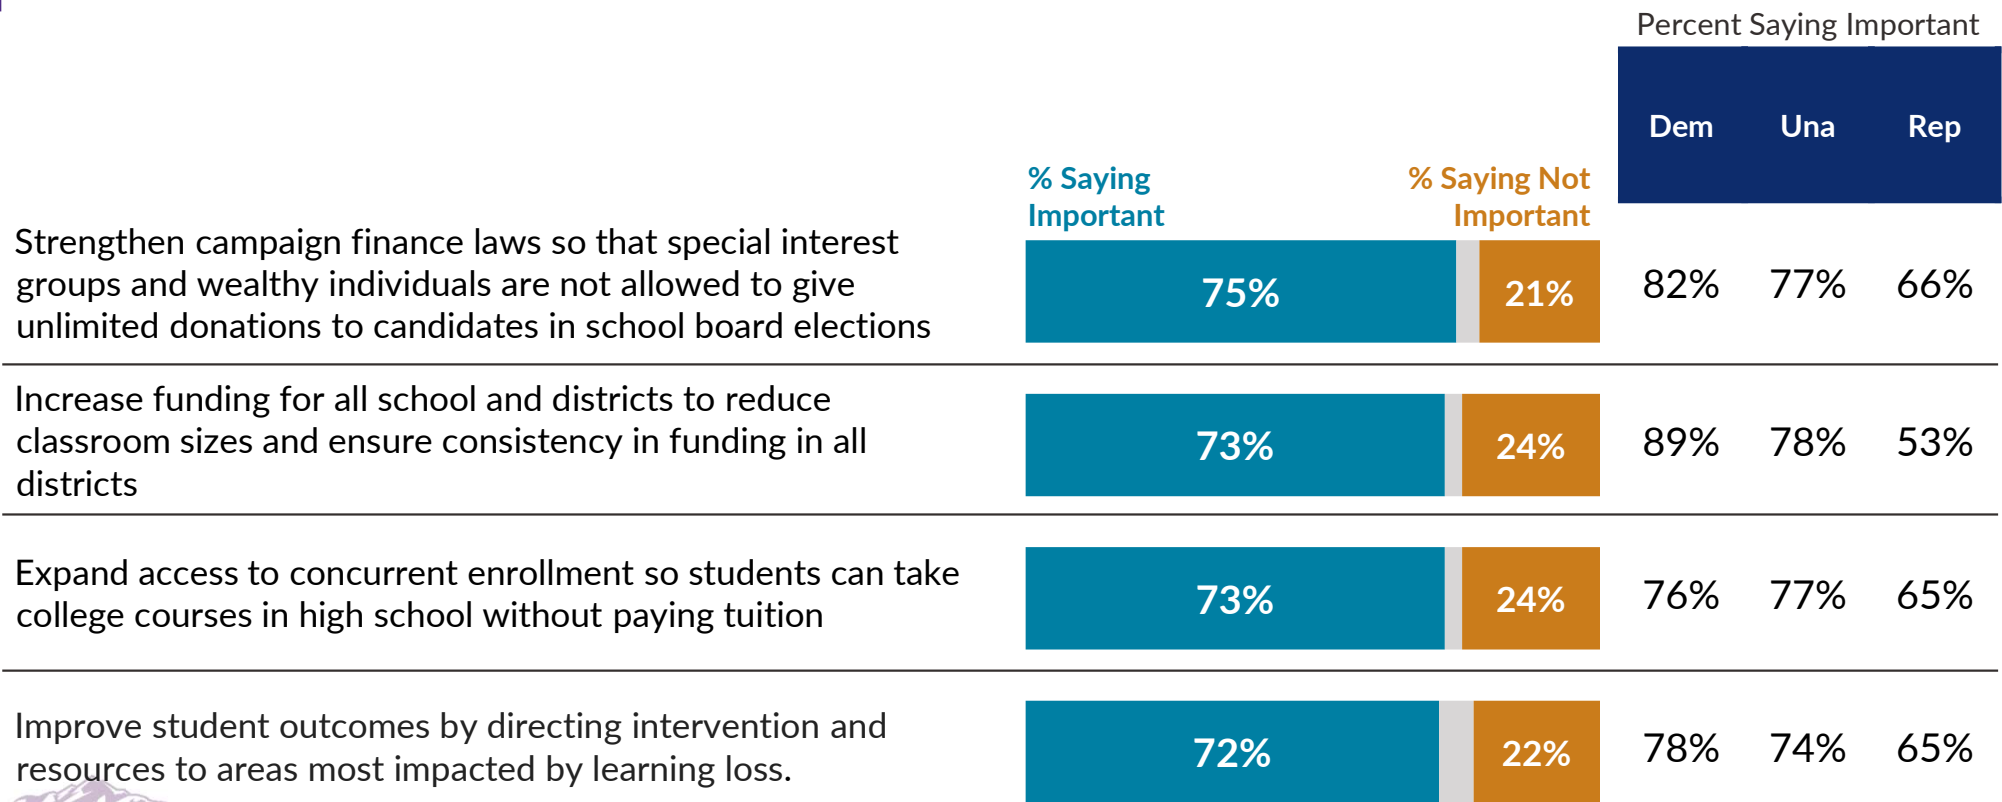 Percent Saying Important
Dem Una Rep
% Saying
Important
% Saying Not
Important
Strengthen campaign finance laws so that special interest
groups and wealthy individuals are not allowed to give
unlimited donations to candidates in school board elections
75% 21% 82% 77% 66%
Increase funding for all school and districts to reduce
classroom sizes and ensure consistency in funding in all
districts
73% 24% 89% 78% 53%
Expand access to concurrent enrollment so students can take
college courses in high school without paying tuition
73% 24% 76% 77% 65%
Improve student outcomes by directing intervention and
resources to areas most impacted by learning loss.
72% 22% 78% 74% 65%